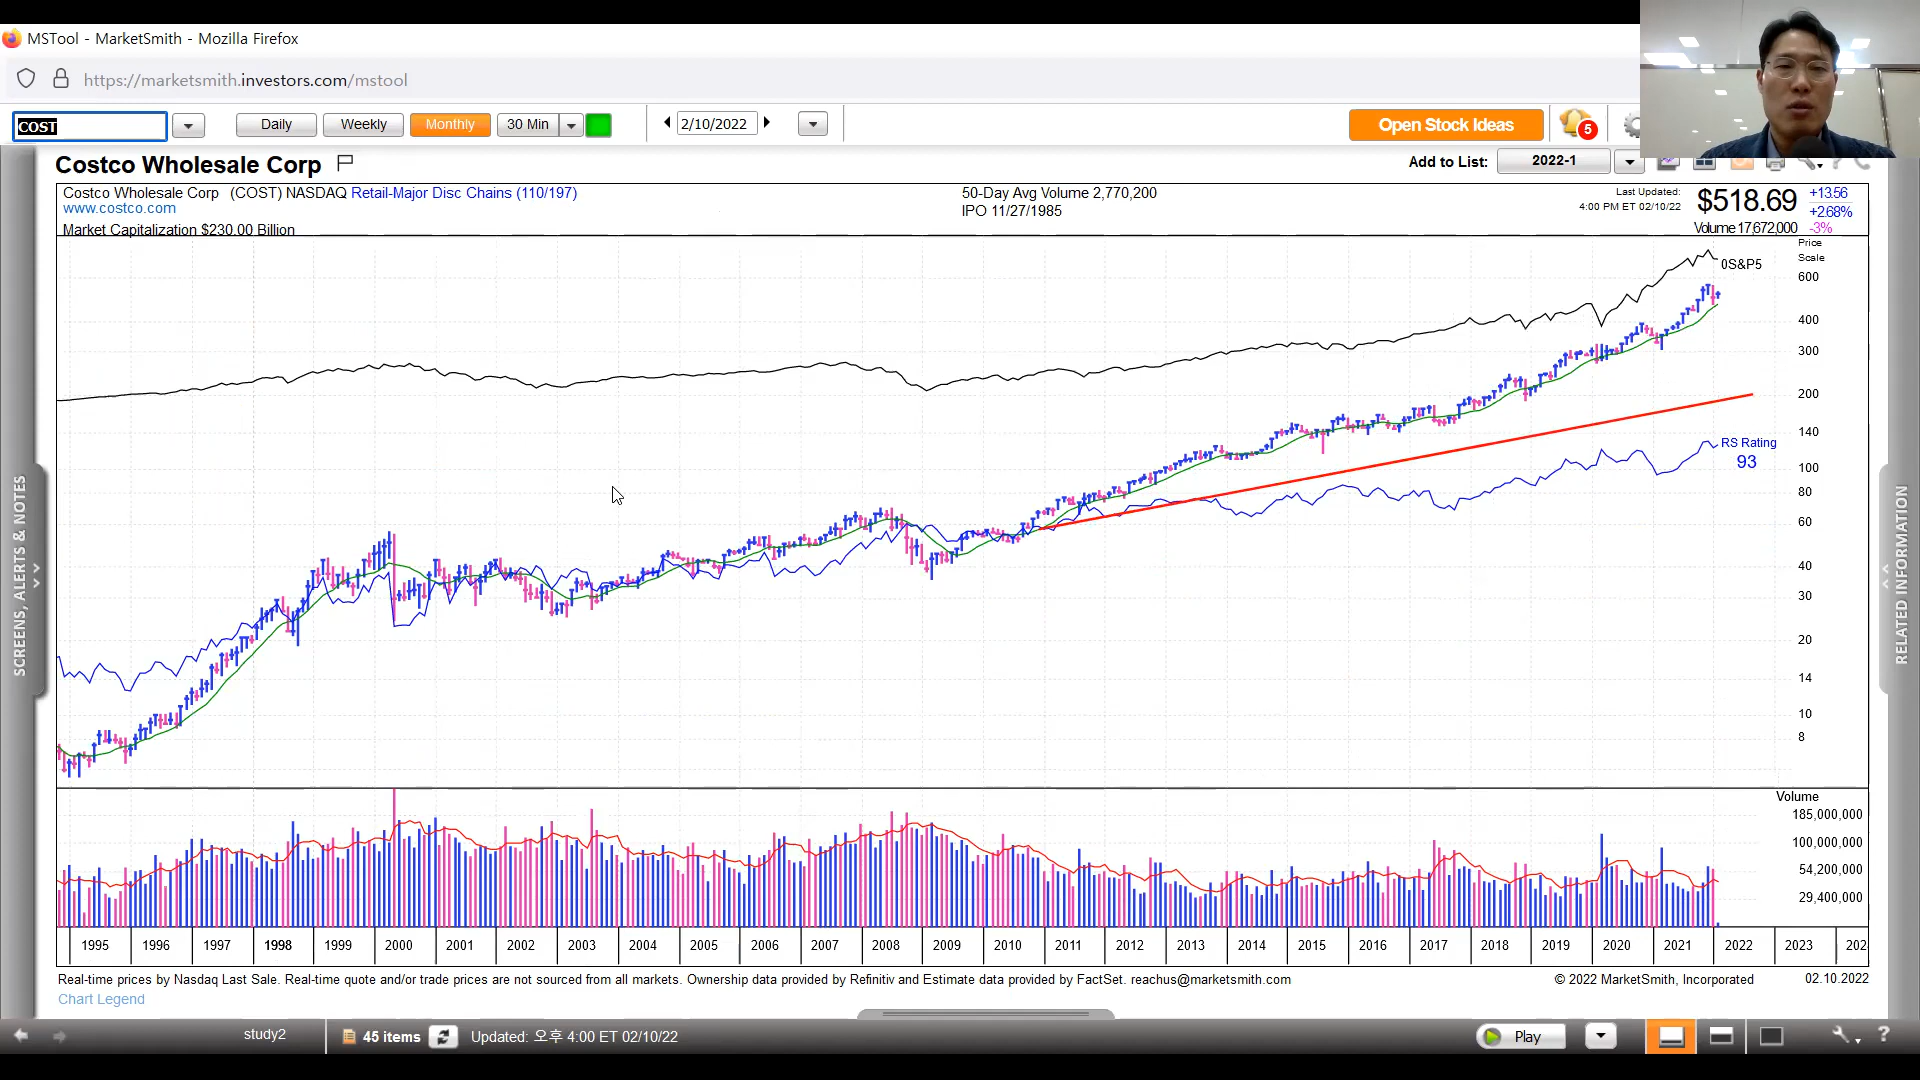 MSTool - MarketSmith - Mozilla Firefox
https://marketsmith.investors.com/mstool
COST
Daily
Weekly
Monthly
30 Min
2/10/2022
Open Stock Ideas
5
Costco Wholesale Corp
Add to List:
2022-1
Costco Wholesale Corp (COST) NASDAQ Retail-Major Disc Chains (110/197)
www.costco.com
Market Capitalization $230.00 Billion
50-Day Avg Volume 2,770,200
IPO 11/27/1985
Last Updated:
4:00 PM ET 02/10/22
$518.69
+13.56
+2.68%
Volume 17,672,000 -3%
Price
Scale
0S&P5
600
400
300
200
140
RS Rating
93
100
80
60
40
30
20
14
10
8
Volume
185,000,000
100,000,000
54,200,000
29,400,000
1995 1996 1997 1998 1999 2000 2001 2002 2003 2004 2005 2006 2007 2008 2009 2010 2011 2012 2013 2014 2015 2016 2017 2018 2019 2020 2021 2022 2023 202
Real-time prices by Nasdaq Last Sale. Real-time quote and/or trade prices are not sourced from all markets. Ownership data provided by Refinitiv and Estimate data provided by FactSet. reachus@marketsmith.com
© 2022 MarketSmith, Incorporated
02.10.2022
Chart Legend
SCREENS, ALERTS & NOTES
RELATED INFORMATION
study2
45 items
Updated: 오후 4:00 ET 02/10/22
Play
?